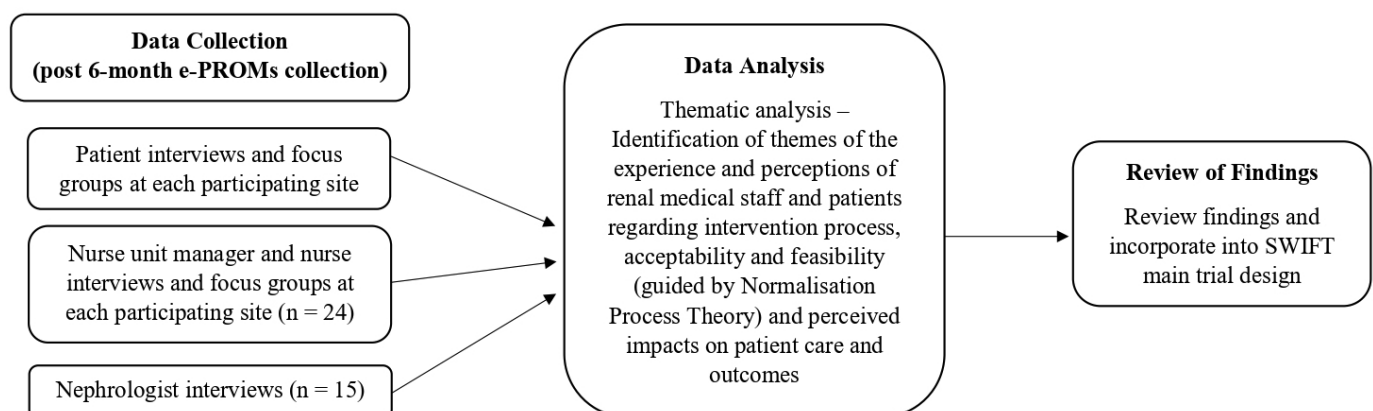 Data Collection
(post 6-month e-PROMs collection)
Patient interviews and focus
groups at each participating site
Nurse unit manager and nurse
interviews and focus groups at
each participating site (n = 24)
Nephrologist interviews (n = 15)
Data Analysis
Thematic analysis –
Identification of themes of the
experience and perceptions of
renal medical staff and patients
regarding intervention process,
acceptability and feasibility
(guided by Normalisation
Process Theory) and perceived
impacts on patient care and
outcomes
Review of Findings
Review findings and
incorporate into SWIFT
main trial design